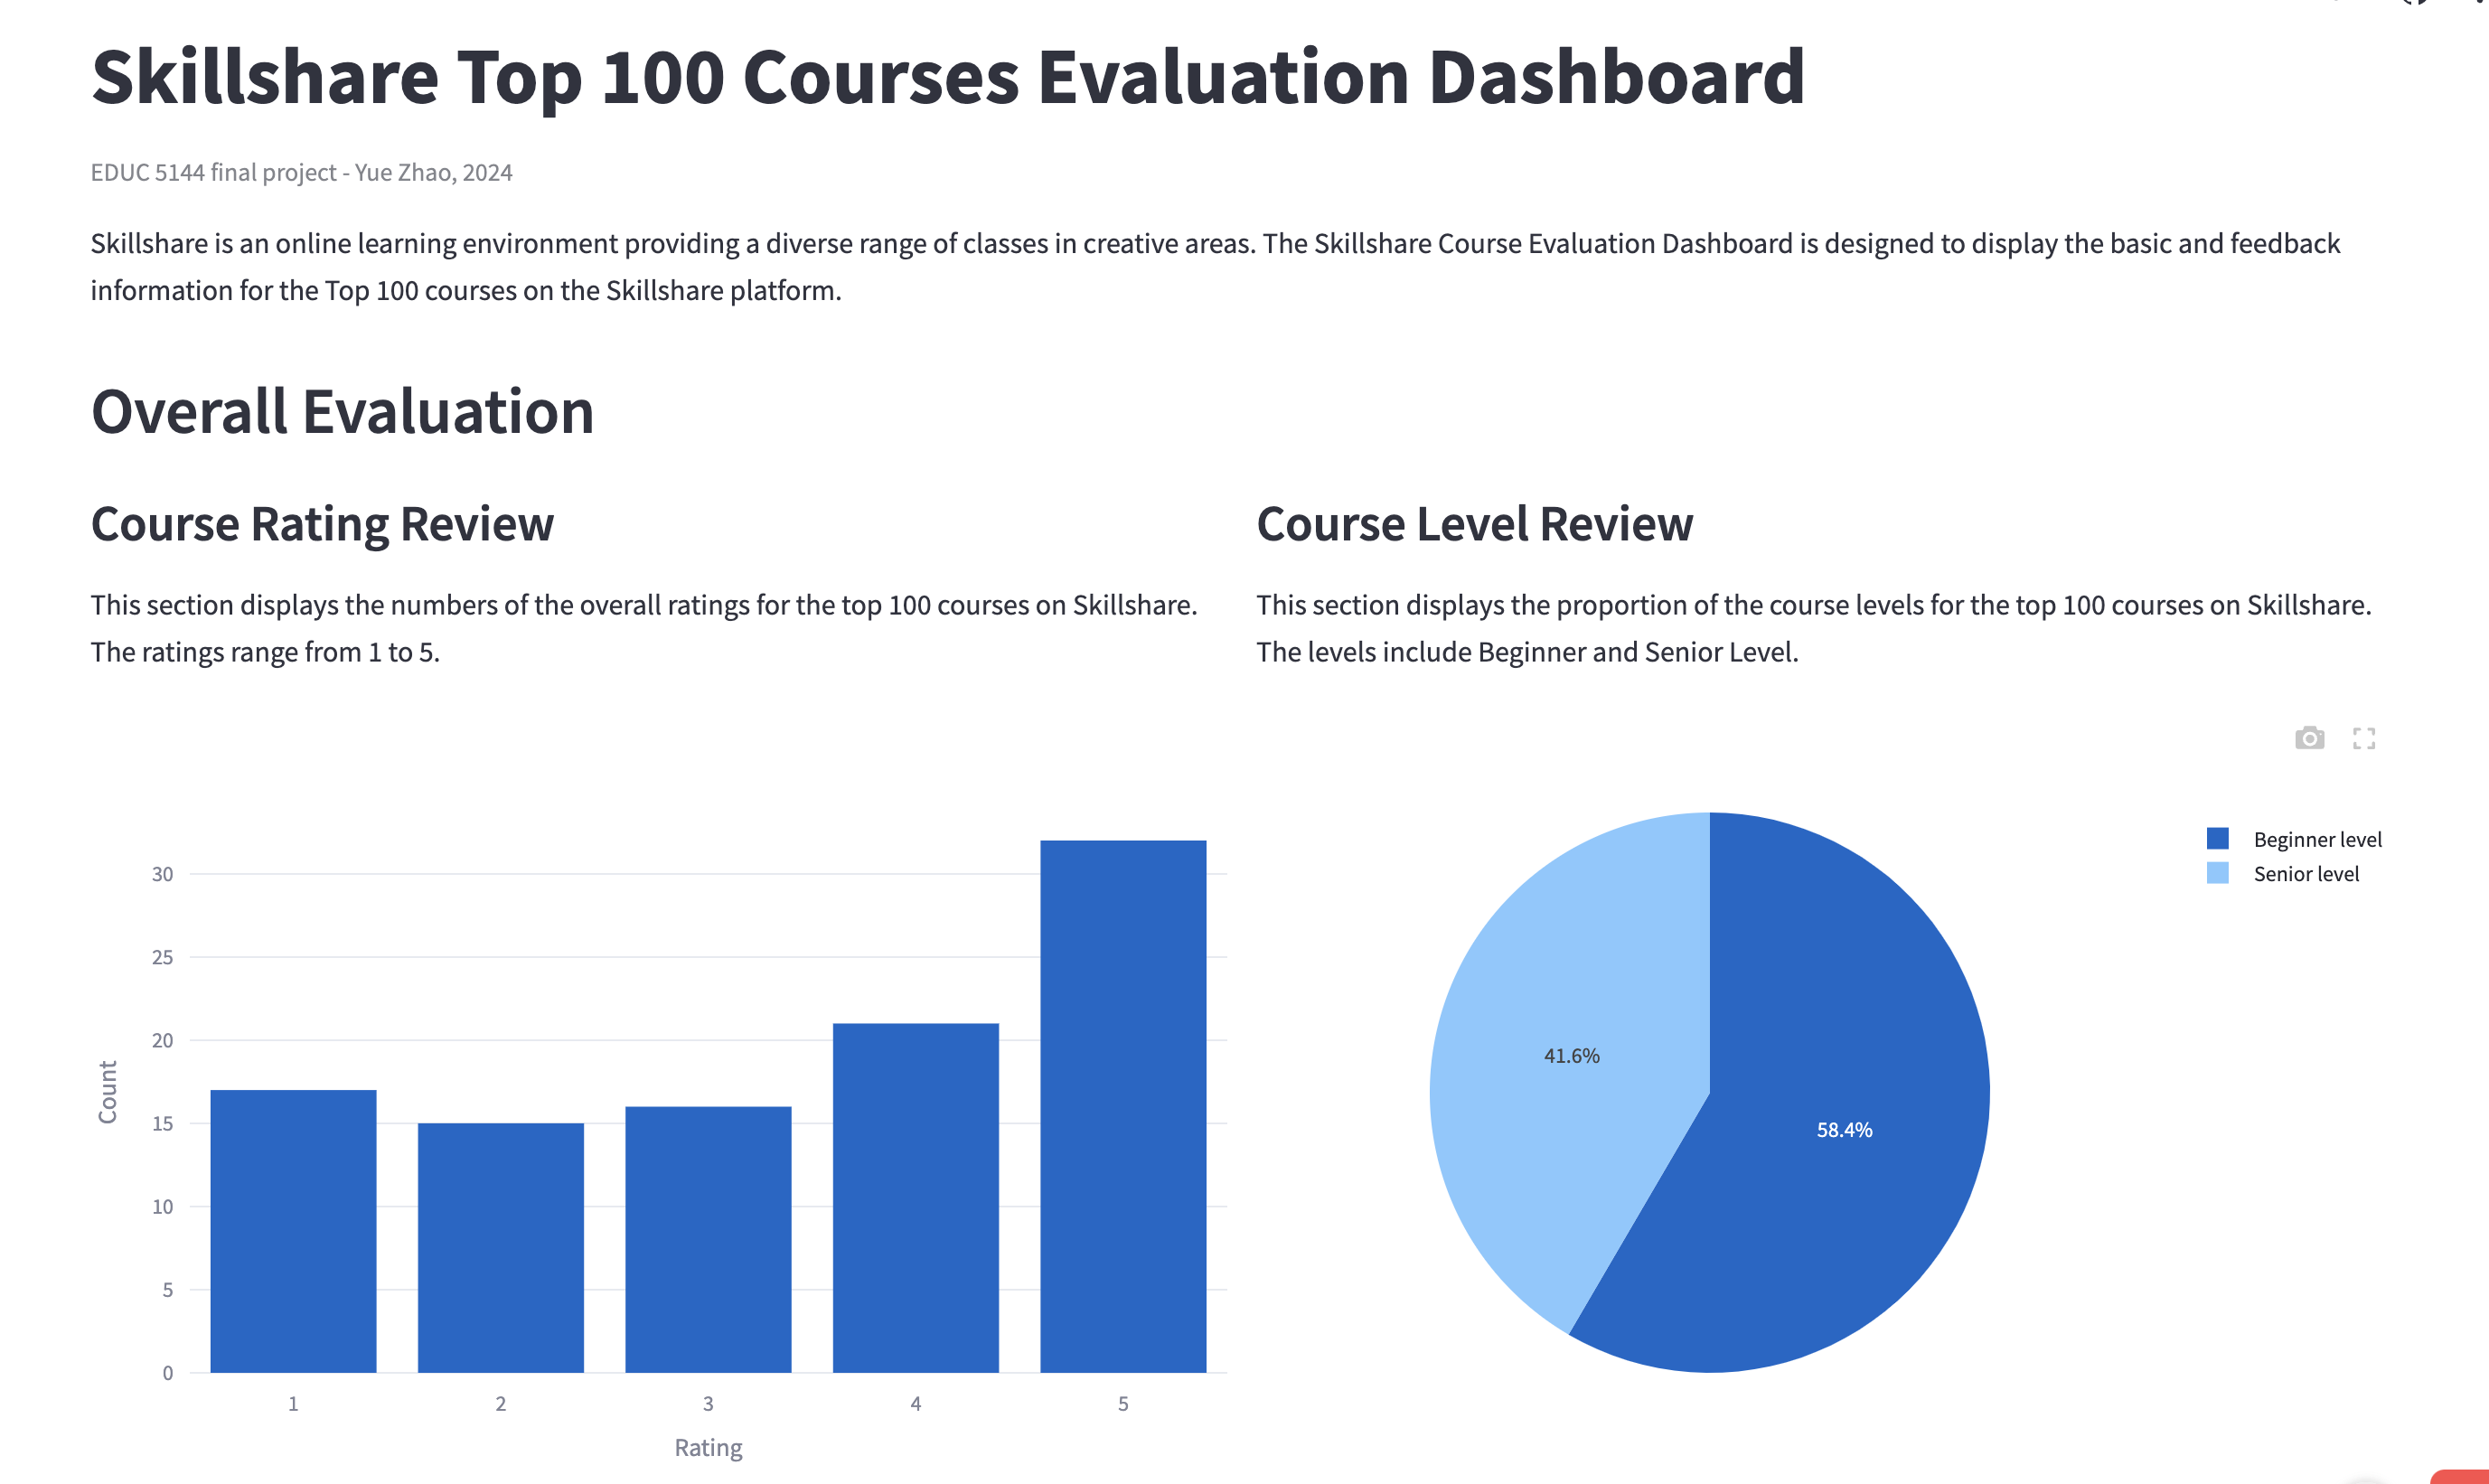 Skillshare Top 100 Courses Evaluation Dashboard
EDUC 5144 final project - Yue Zhao, 2024
Skillshare is an online learning environment providing a diverse range of classes in creative areas. The Skillshare Course Evaluation Dashboard is designed to display the basic and feedback
information for the Top 100 courses on the Skillshare platform.
Overall Evaluation
Course Rating Review
This section displays the numbers of the overall ratings for the top 100 courses on Skillshare.
The ratings range from 1 to 5.
30
25
20
15
10
5
0
Count
1 2 3 4 5
Rating
Course Level Review
This section displays the proportion of the course levels for the top 100 courses on Skillshare.
The levels include Beginner and Senior Level.
Beginner level
Senior level
41.6%
58.4%